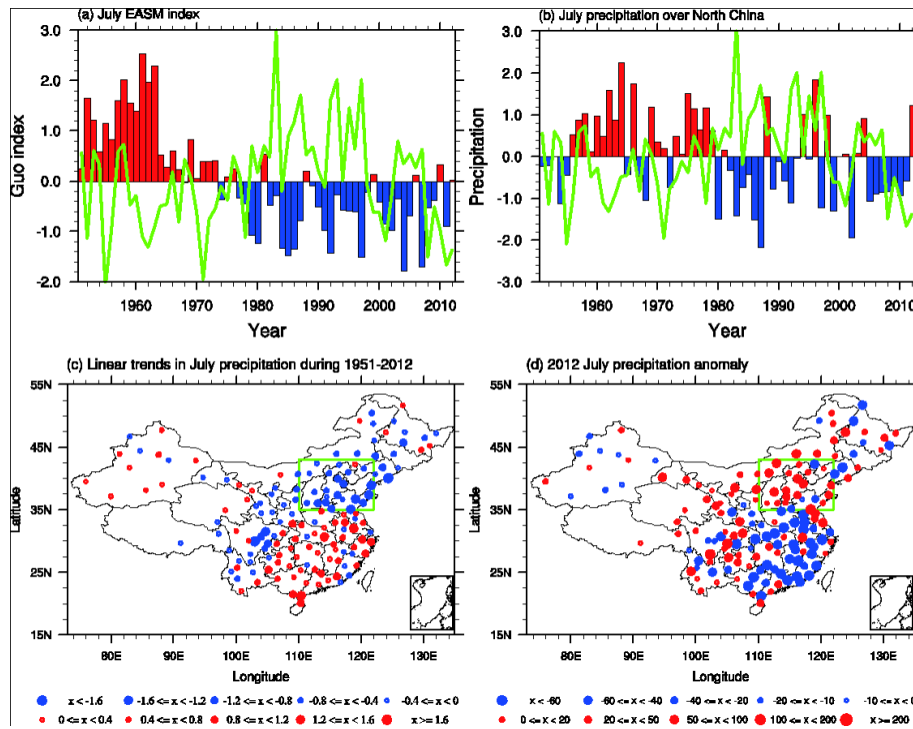 (a) July EASM index
(b) July precipitation over North China
3.0
2.0
1.0
0.0
-1.0
-2.0
Guo index
1960 1970 1980 1990 2000 2010
Year
3.0
2.0
1.0
0.0
-1.0
-2.0
-3.0
Precipitation
1960 1970 1980 1990 2000 2010
Year
(c) Linear trends in July precipitation during 1951-2012
(d) 2012 July precipitation anomaly
55N
45N
35N
25N
15N
Latitude
80E 90E 100E 110E 120E 130E
Longitude
55N
45N
35N
25N
15N
Latitude
80E 90E 100E 110E 120E 130E
Longitude
x < -1.6 -1.6 <= x < -1.2 -1.2 <= x < -0.8 -0.8 <= x < -0.4 -0.4 <= x < 0
0 <= x < 0.4 0.4 <= x < 0.8 0.8 <= x < 1.2 1.2 <= x < 1.6 x >= 1.6
x < -60 -60 <= x < -40 -40 <= x < -20 -20 <= x < -10 -10 <= x < 0
0 <= x < 20 20 <= x < 50 50 <= x < 100 100 <= x < 200 x >= 200